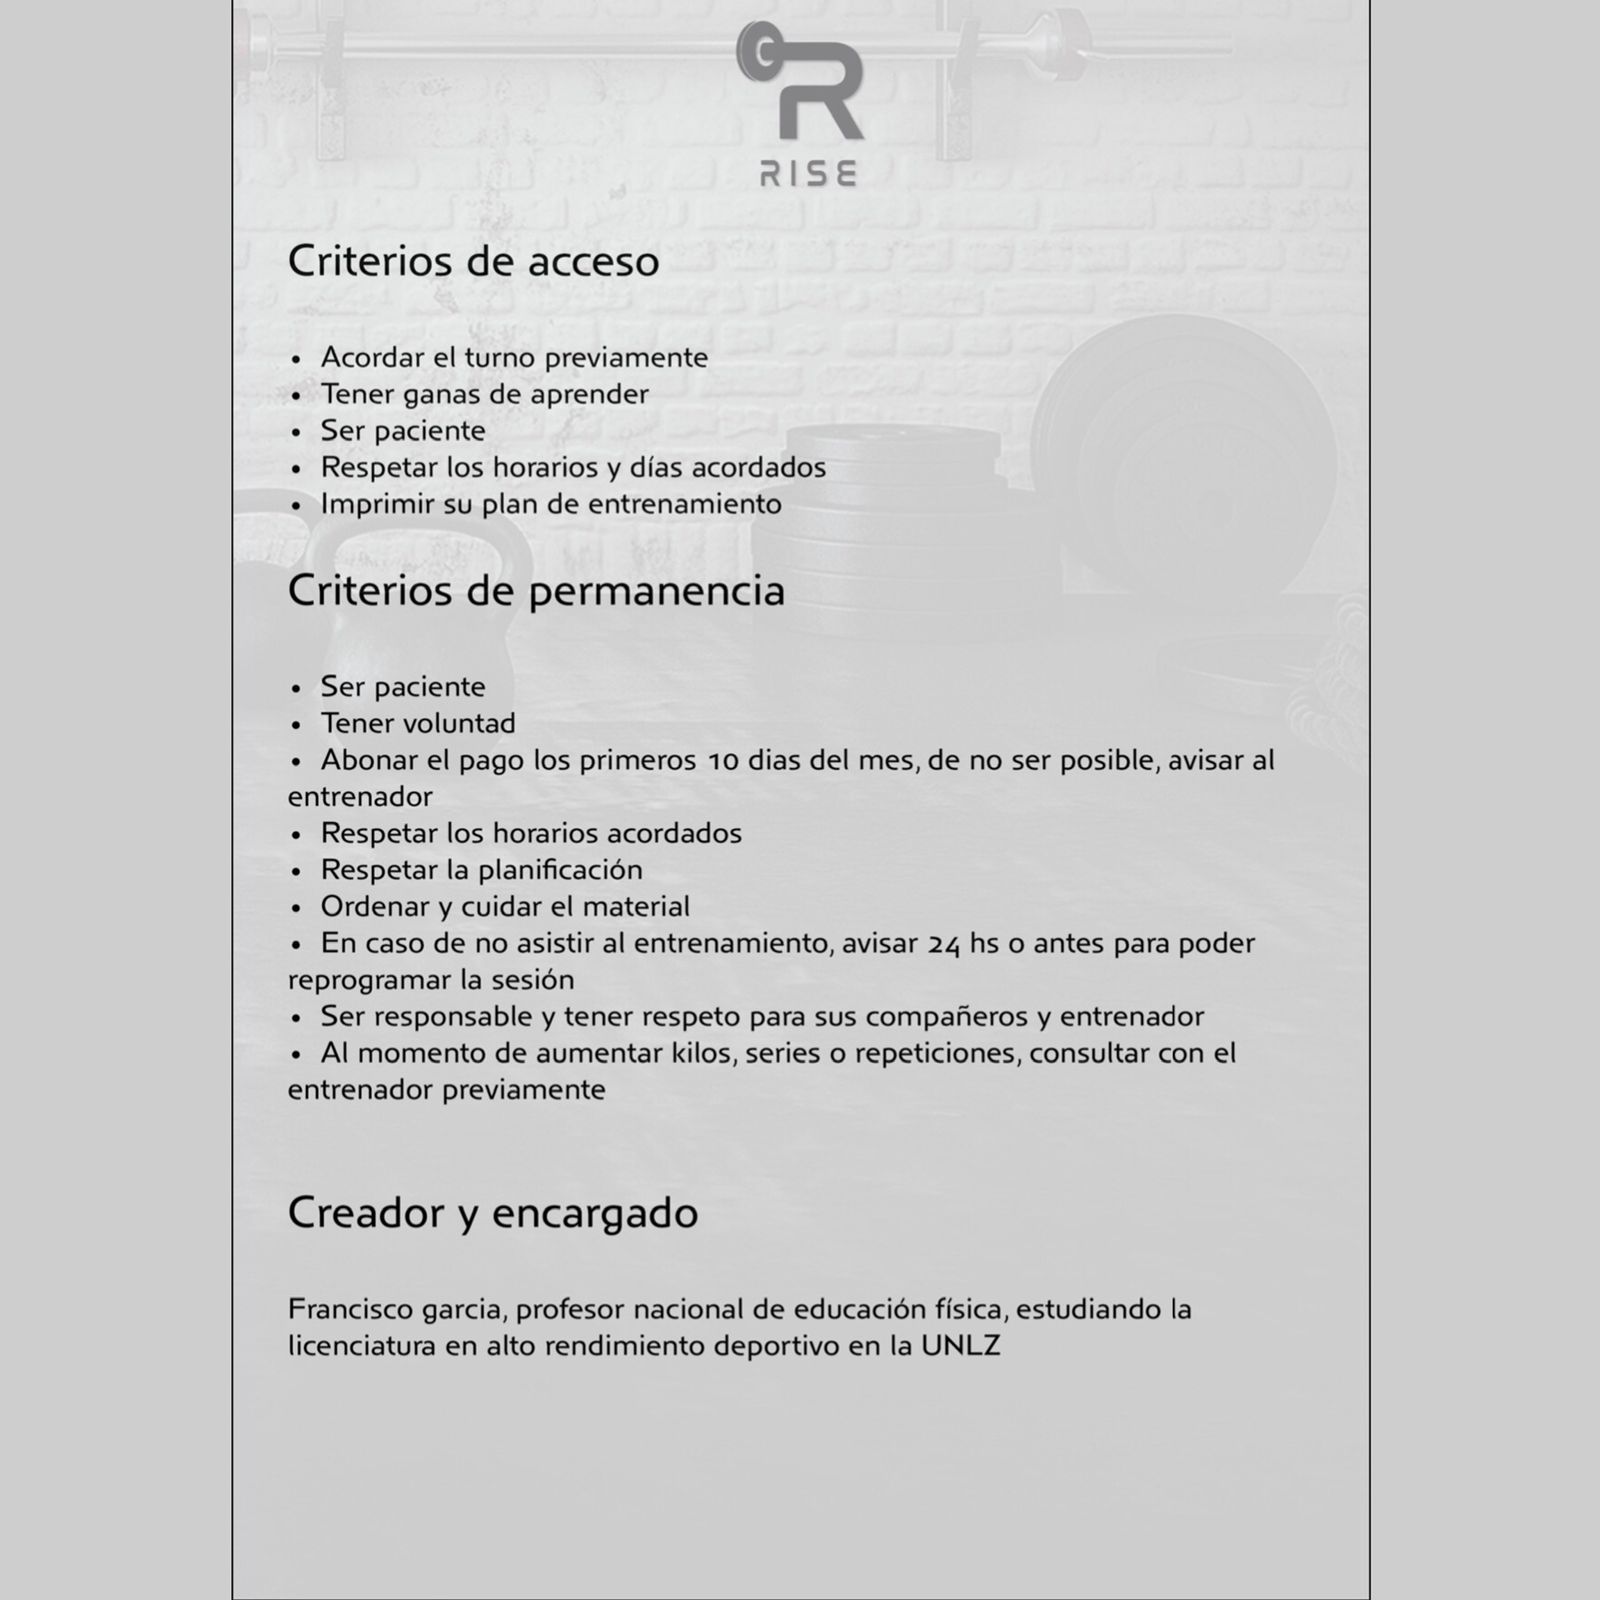 RISE
Criterios de acceso
• Acordar el turno previamente
• Tener ganas de aprender
• Ser paciente
• Respetar los horarios y días acordados
• Imprimir su plan de entrenamiento
Criterios de permanencia
• Ser paciente
• Tener voluntad
• Abonar el pago los primeros 10 dias del mes, de no ser posible, avisar al
entrenador
• Respetar los horarios acordados
• Respetar la planificación
• Ordenar y cuidar el material
• En caso de no asistir al entrenamiento, avisar 24 hs o antes para poder
reprogramar la sesión
• Ser responsable y tener respeto para sus compañeros y entrenador
• Al momento de aumentar kilos, series o repeticiones, consultar con el
entrenador previamente
Creador y encargado
Francisco garcia, profesor nacional de educación física, estudiando la
licenciatura en alto rendimiento deportivo en la UNLZ